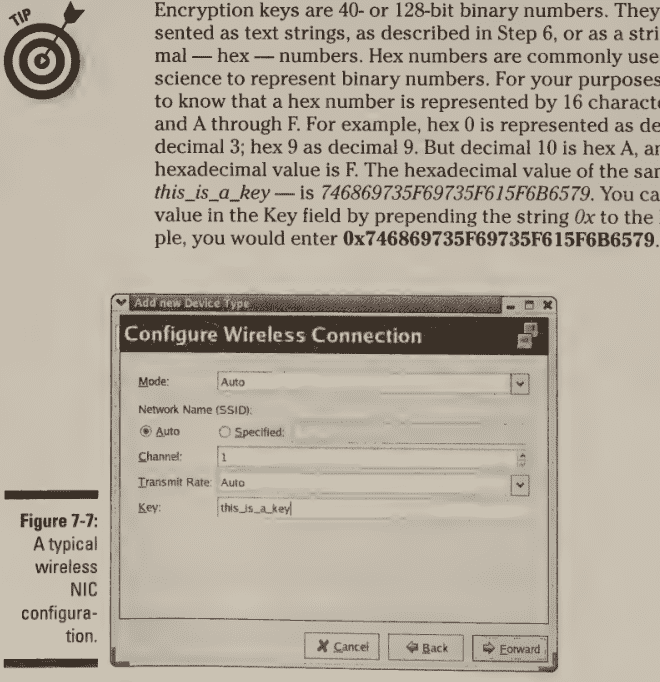 TIP
Encryption keys are 40- or 128-bit binary numbers. They
sented as text strings, as described in Step 6, or as a stri
mal — hex — numbers. Hex numbers are commonly use
science to represent binary numbers. For your purposes
to know that a hex number is represented by 16 characte
and A through F. For example, hex 0 is represented as de
decimal 3; hex 9 as decimal 9. But decimal 10 is hex A, an
hexadecimal value is F. The hexadecimal value of the sam
this_is_a_key — is 746869735F69735F615F6B6579. You ca
value in the Key field by prepending the string 0x to the
ple, you would enter 0x746869735F69735F615F6B6579.
Add new Device Type
Configure Wireless Connection
Mode: Auto
Network Name (SSID):
Auto Specified:
Channel: 1
Transmit Rate: Auto
Key: this_is_a_key
Cancel Back Forward
Figure 7-7:
A typical
wireless
NIC
configura-
tion.